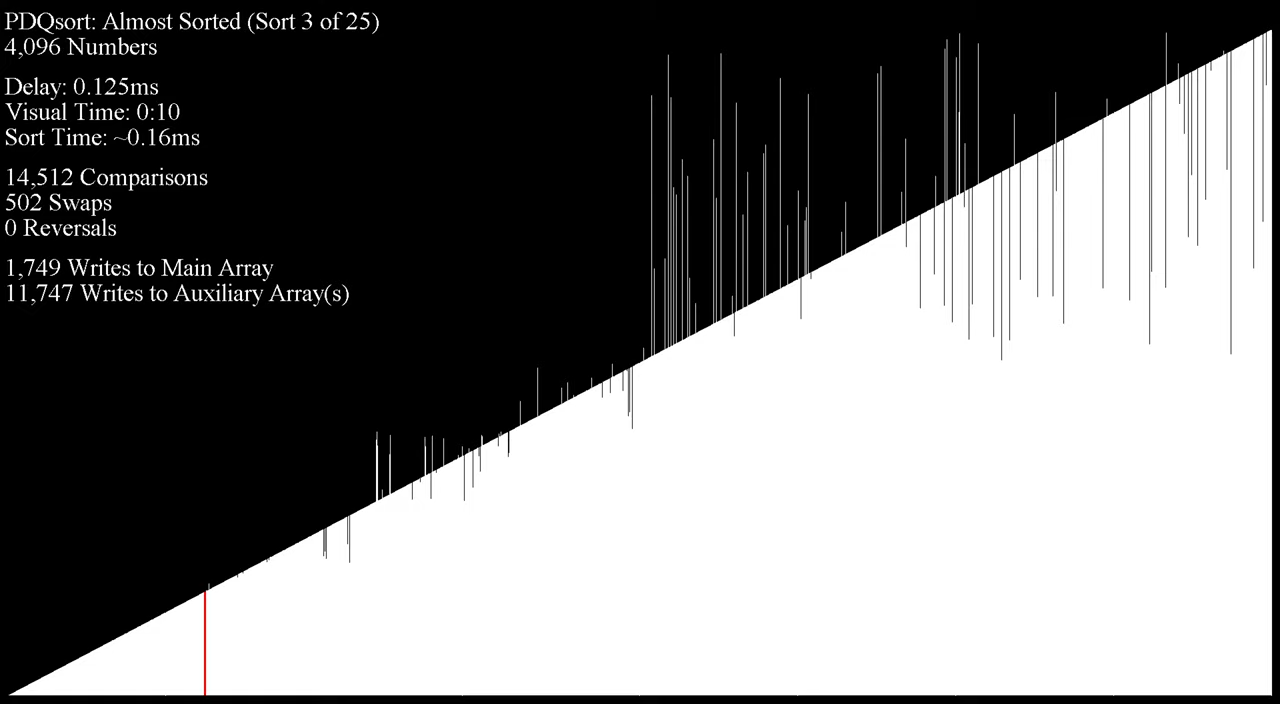 PDQsort: Almost Sorted (Sort 3 of 25)
4,096 Numbers
Delay: 0.125ms
Visual Time: 0:10
Sort Time: ~0.16ms
14,512 Comparisons
502 Swaps
0 Reversals
1,749 Writes to Main Array
11,747 Writes to Auxiliary Array(s)